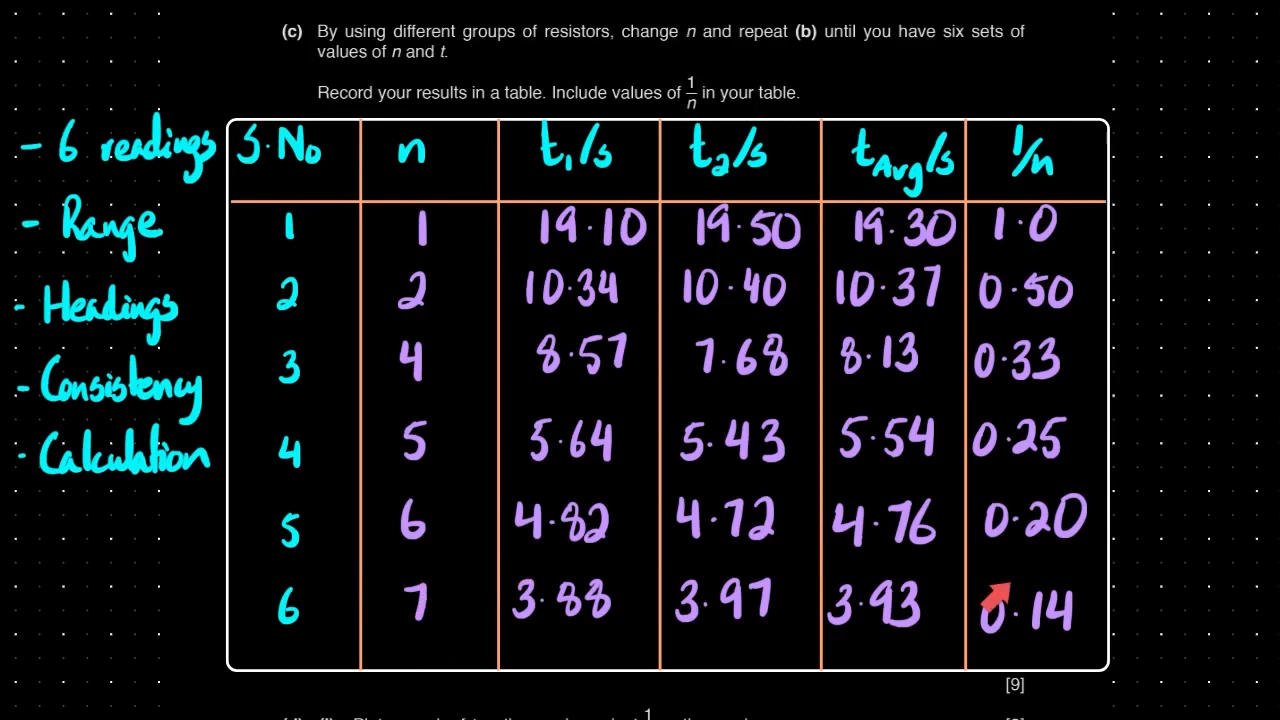 (c) By using different groups of resistors, change n and repeat (b) until you have six sets of
values of n and t.
Record your results in a table. Include values of 1/n in your table.
- 6 readings
- Range
- Headings
- Consistency
- Calculation
S.No n t₁/s t₂/s tAvg/s 1/n
1 1 19.10 19.50 19.30 1.0
2 2 10.34 10.40 10.37 0.50
3 4 8.57 7.68 8.13 0.33
4 5 5.64 5.43 5.54 0.25
5 6 4.82 4.72 4.76 0.20
6 7 3.88 3.97 3.93 0.14
[9]